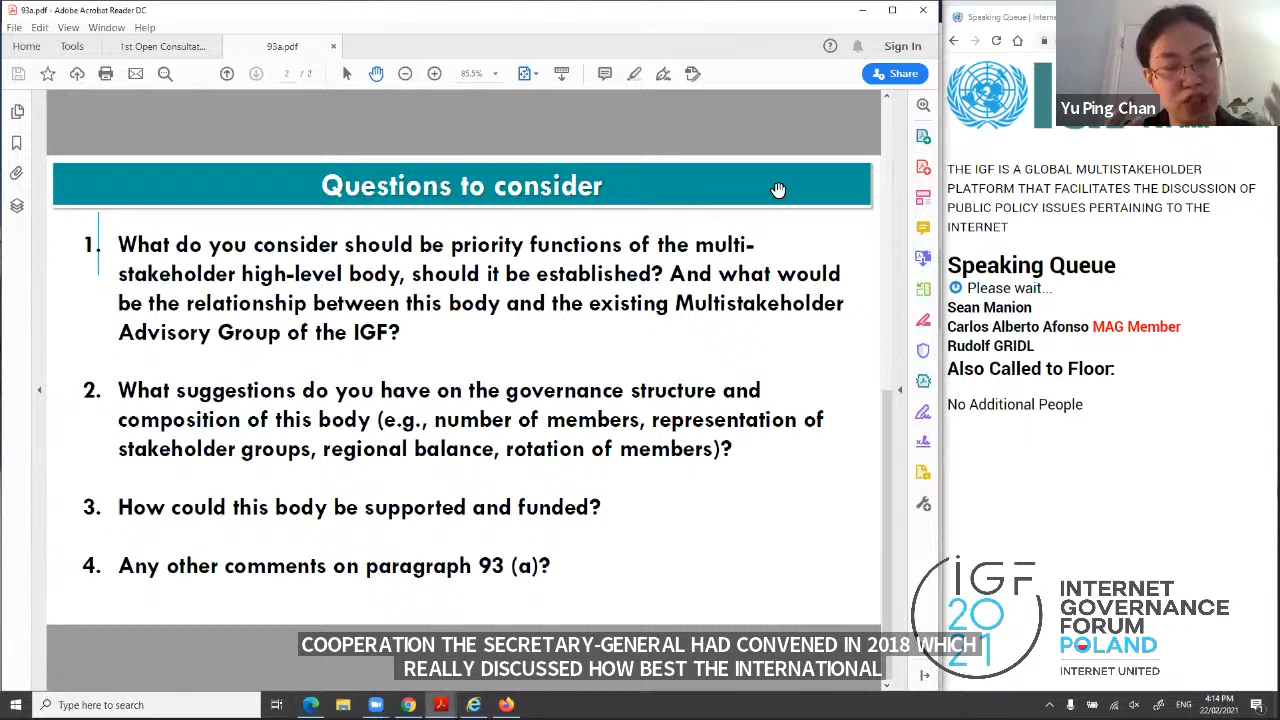 93a.pdf - Adobe Acrobat Reader DC
File Edit View Window Help
Home Tools 1st Open Consultat... 93a.pdf × Sign In
2 / 2 85.5% Share
Questions to consider
1. What do you consider should be priority functions of the multi-
stakeholder high-level body, should it be established? And what would
be the relationship between this body and the existing Multistakeholder
Advisory Group of the IGF?
2. What suggestions do you have on the governance structure and
composition of this body (e.g., number of members, representation of
stakeholder groups, regional balance, rotation of members)?
3. How could this body be supported and funded?
4. Any other comments on paragraph 93 (a)?
COOPERATION THE SECRETARY-GENERAL HAD CONVENED IN 2018 WHICH
REALLY DISCUSSED HOW BEST THE INTERNATIONAL
Speaking Queue | Interne
Yu Ping Chan
THE IGF IS A GLOBAL MULTISTAKEHOLDER
PLATFORM THAT FACILITATES THE DISCUSSION OF
PUBLIC POLICY ISSUES PERTAINING TO THE
INTERNET
Speaking Queue
Please wait...
Sean Manion
Carlos Alberto Afonso MAG Member
Rudolf GRIDL
Also Called to Floor:
No Additional People
IGF
2021
INTERNET
GOVERNANCE
FORUM
POLAND
INTERNET UNITED
Type here to search
ENG
4:14 PM
22/02/2021